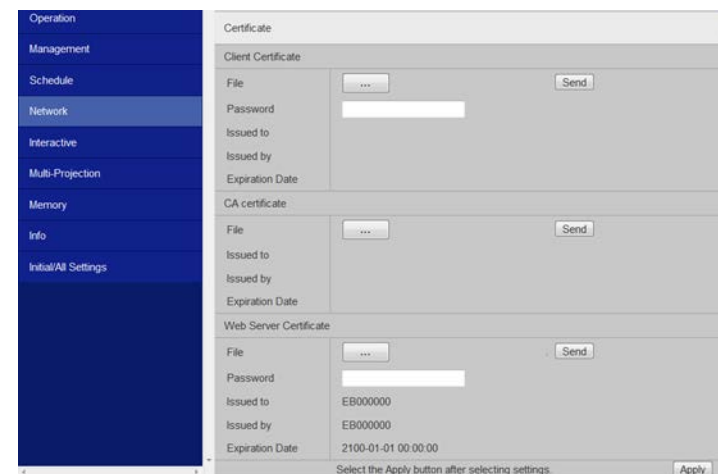 Operation
Management
Schedule
Network
Interactive
Multi-Projection
Memory
Info
Initial/All Settings
Certificate
Client Certificate
File ... Send
Password
Issued to
Issued by
Expiration Date
CA certificate
File ... Send
Issued to
Issued by
Expiration Date
Web Server Certificate
File ... Send
Password
Issued to EB000000
Issued by EB000000
Expiration Date 2100-01-01 00:00:00
Select the Apply button after selecting settings. Apply